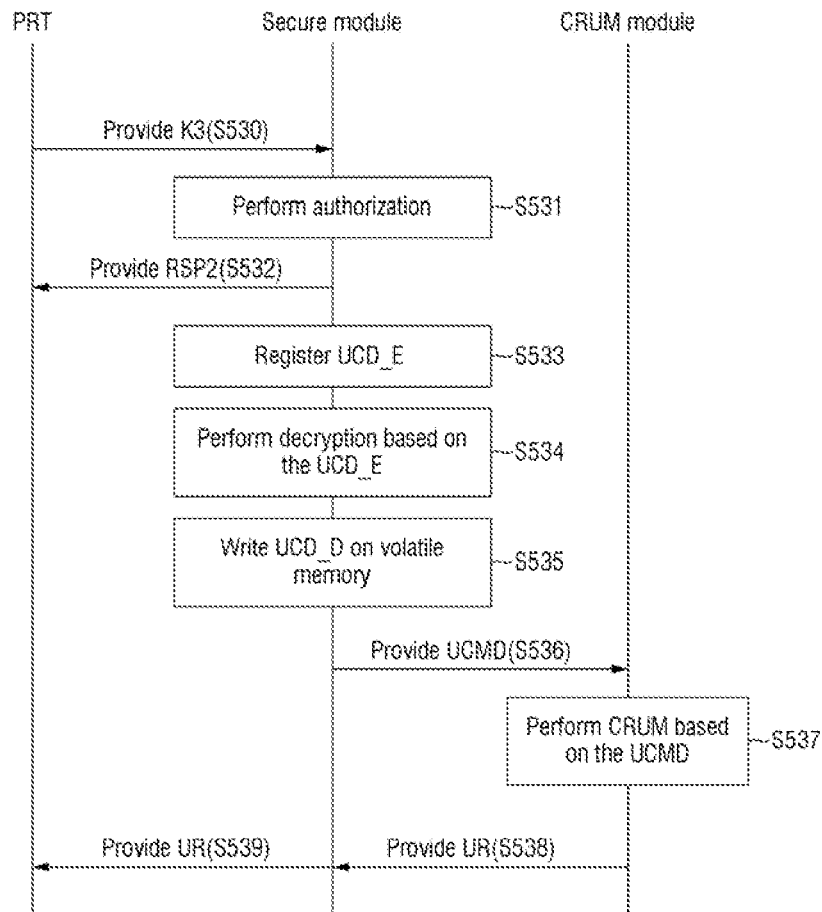 PRT
Secure module
CRUM module
Provide K3(S530)
Perform authorization
S531
Provide RSP2(S532)
Register UCD_E
S533
Perform decryption based on
the UCD_E
S534
Write UCD_D on volatile
memory
S535
Provide UCMD(S536)
Perform CRUM based
on the UCMD
S537
Provide UR(S539)
Provide UR(S538)